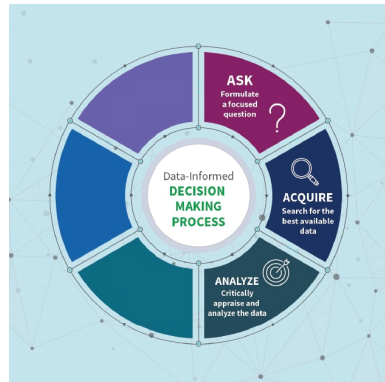 ASK
Formulate
a focused
question
Data-Informed
DECISION
MAKING
PROCESS
ACQUIRE
Search for the
best available
data
ANALYZE
Critically
appraise and
analyze the data